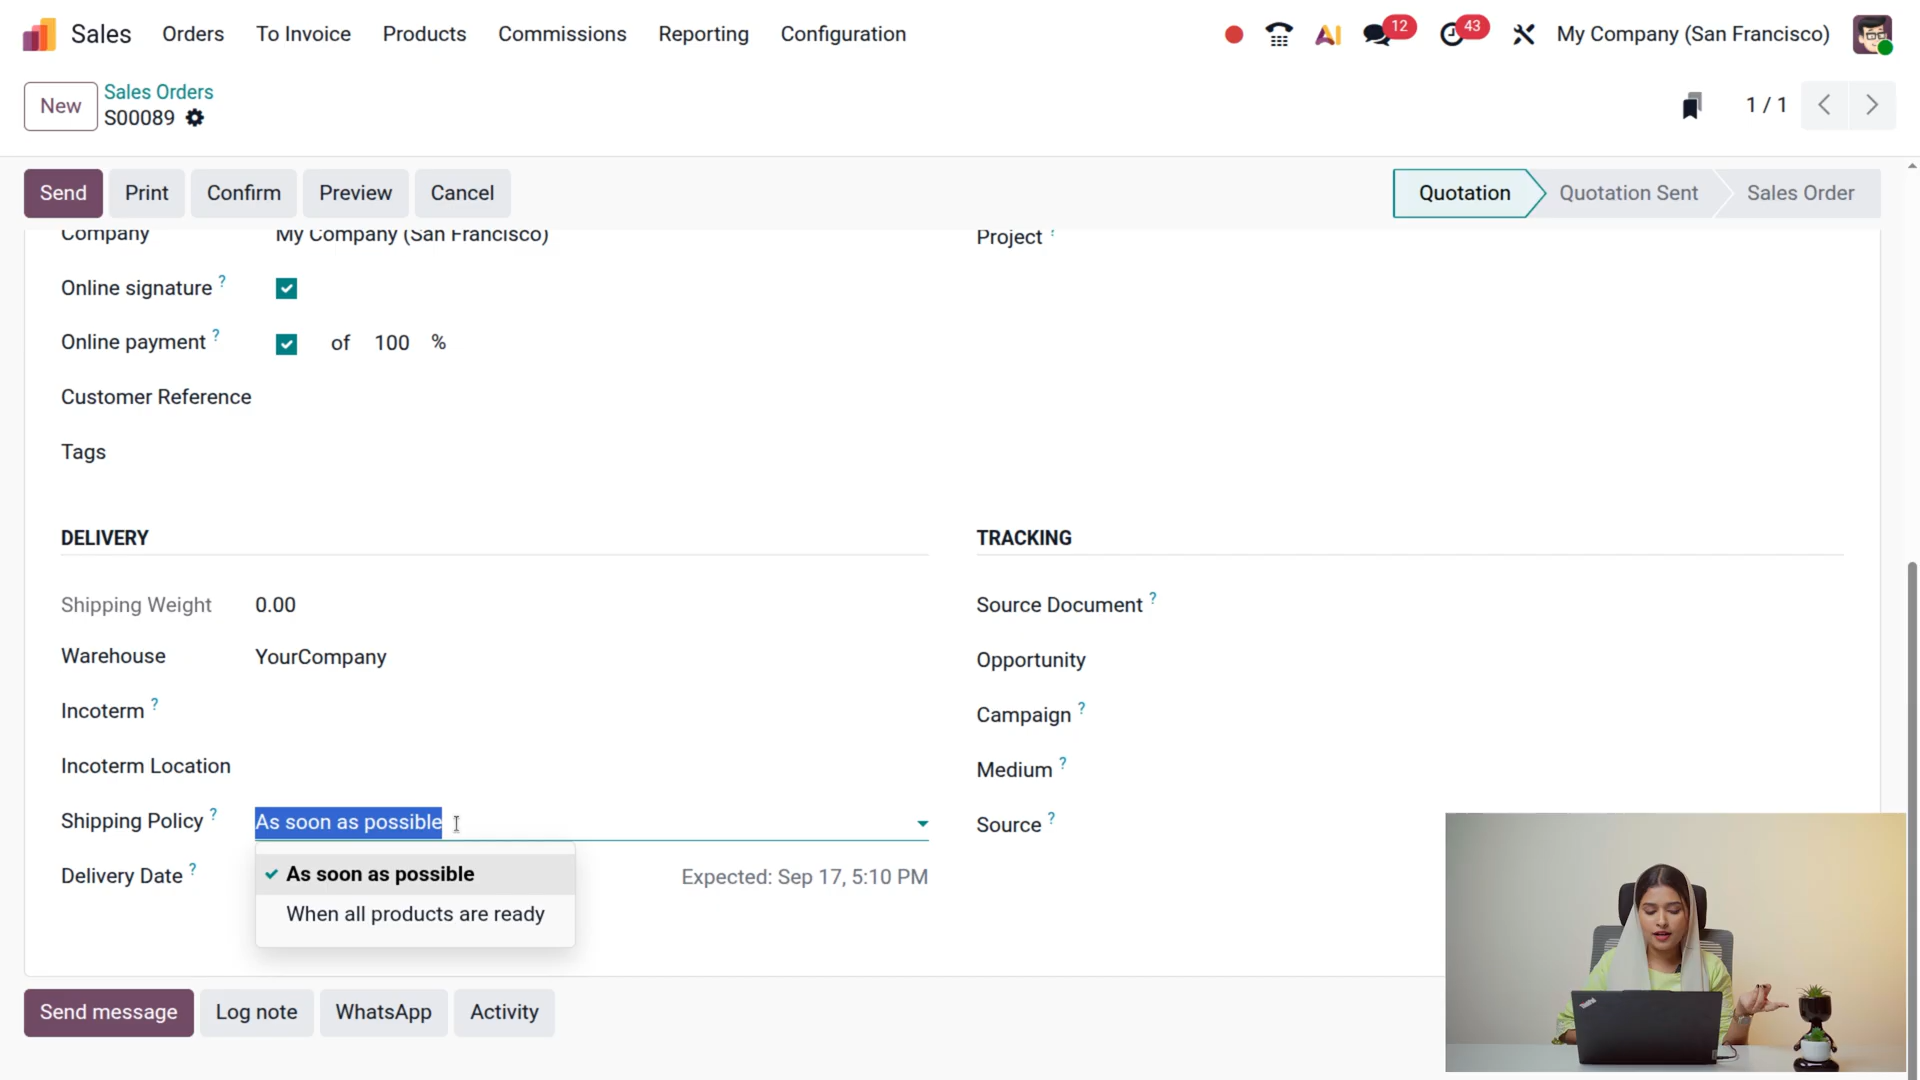 Sales Orders To Invoice Products Commissions Reporting Configuration AI 12 43 My Company (San Francisco)
New
Sales Orders
S00089
1 / 1
Send Print Confirm Preview Cancel Quotation Quotation Sent Sales Order
Company My Company (San Francisco) Project ?
Online signature ?
Online payment ? of 100 %
Customer Reference
Tags
DELIVERY TRACKING
Shipping Weight 0.00 Source Document ?
Warehouse YourCompany Opportunity
Incoterm ? Campaign ?
Incoterm Location Medium ?
Shipping Policy ? As soon as possible Source ?
As soon as possible
Delivery Date ? Expected: Sep 17, 5:10 PM
When all products are ready
Send message Log note WhatsApp Activity
ThinkPad